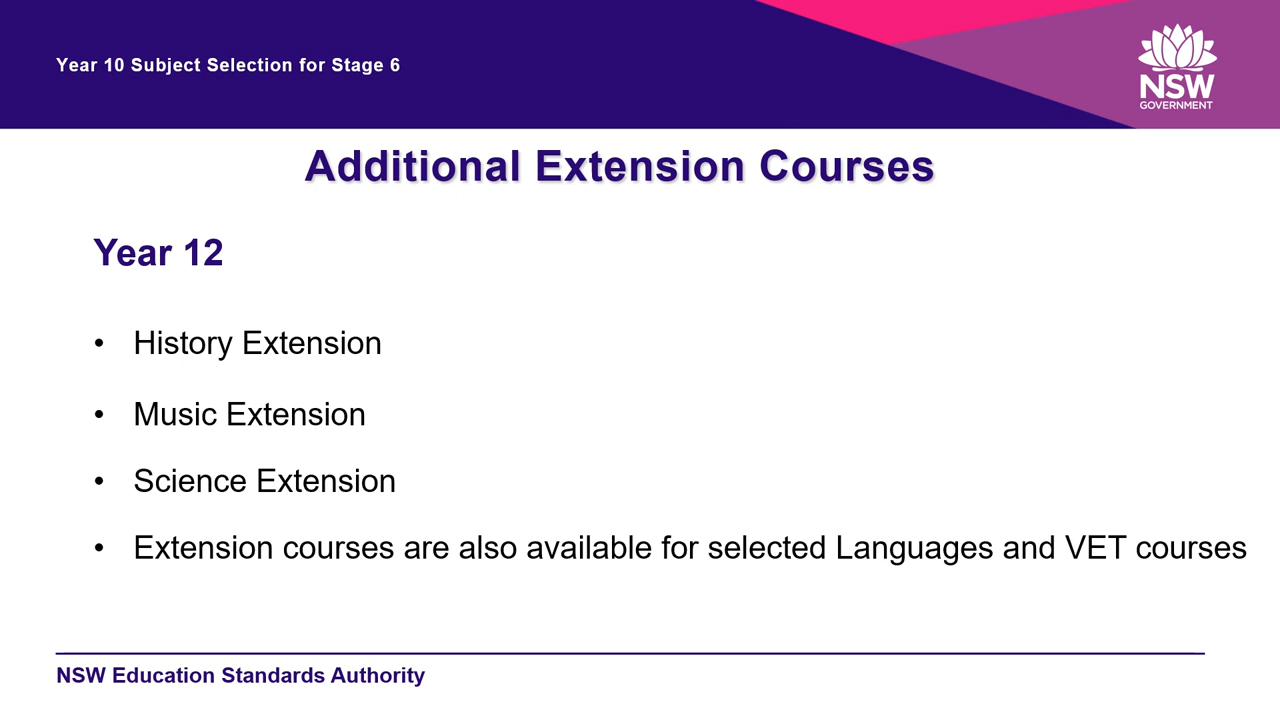 Year 10 Subject Selection for Stage 6
NSW
GOVERNMENT
Additional Extension Courses
Year 12
• History Extension
• Music Extension
• Science Extension
• Extension courses are also available for selected Languages and VET courses
NSW Education Standards Authority